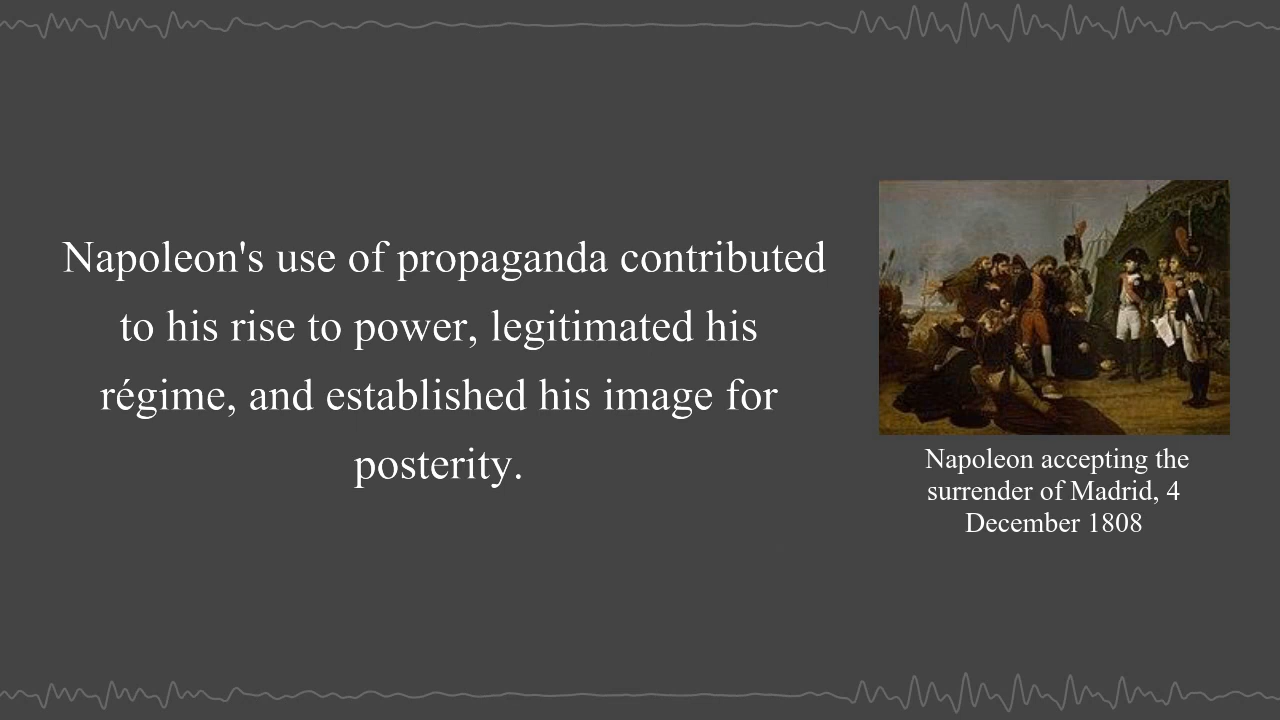 Napoleon's use of propaganda contributed
to his rise to power, legitimated his
régime, and established his image for
posterity.
Napoleon accepting the
surrender of Madrid, 4
December 1808